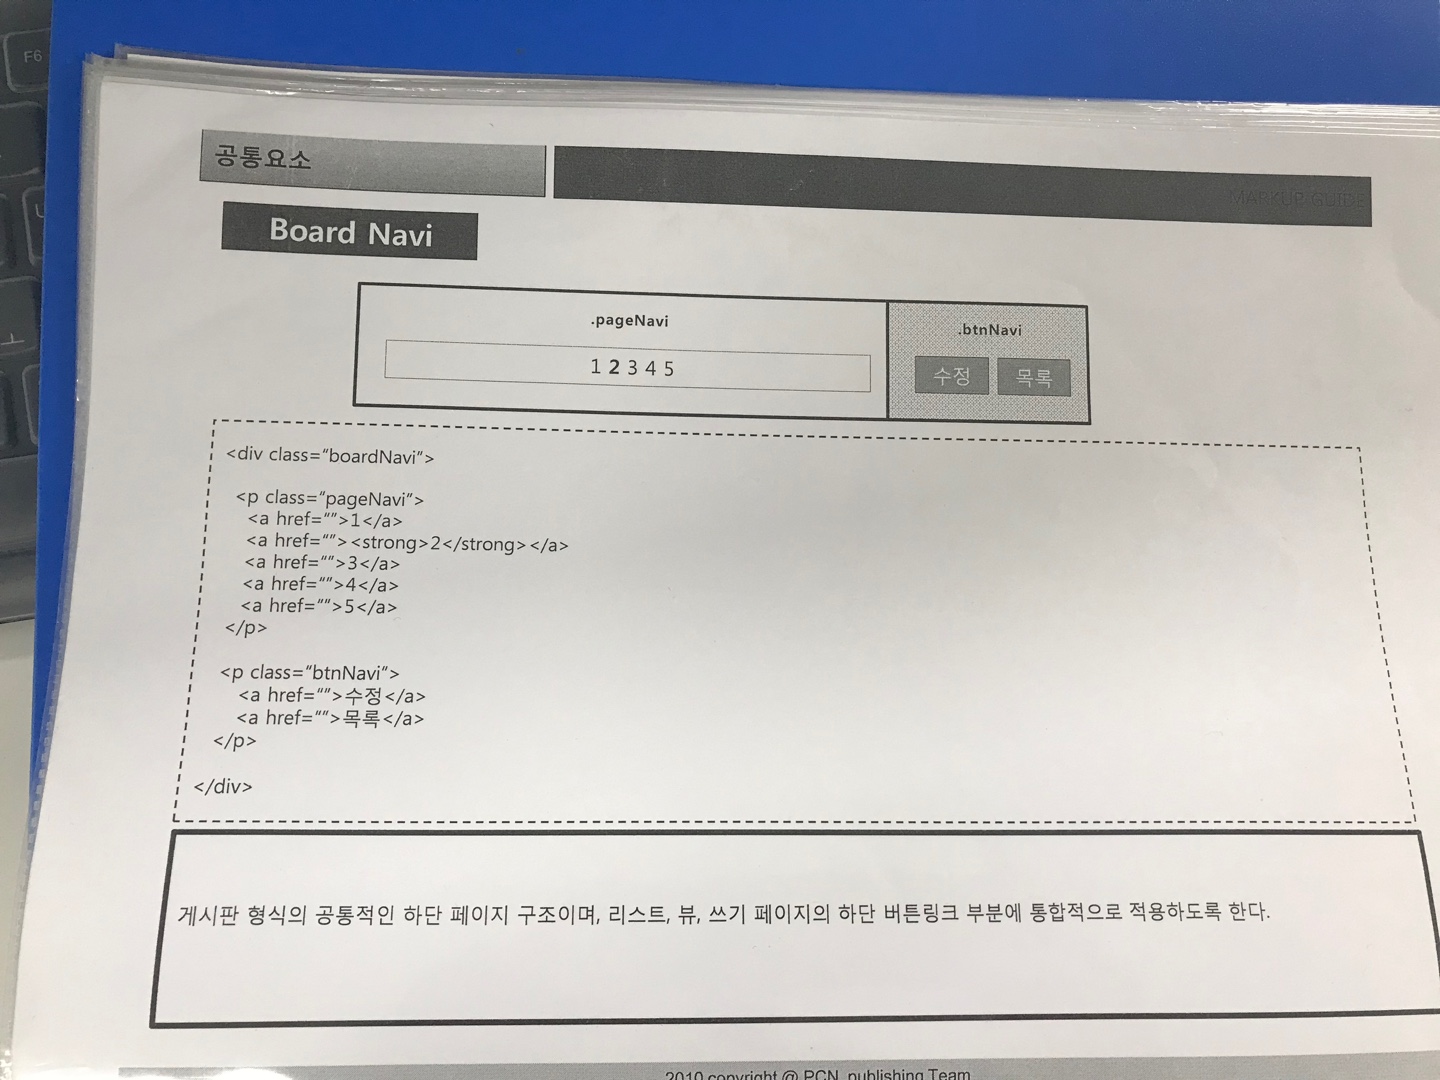 F6
공통요소
MARKUP GUIDE
Board Navi
.pageNavi
1 2 3 4 5
.btnNavi
수정 목록
<div class=“boardNavi”>
<p class=“pageNavi”>
<a href=“”>1</a>
<a href=“”><strong>2</strong></a>
<a href=“”>3</a>
<a href=“”>4</a>
<a href=“”>5</a>
</p>
<p class=“btnNavi”>
<a href=“”>수정</a>
<a href=“”>목록</a>
</p>
</div>
게시판 형식의 공통적인 하단 페이지 구조이며, 리스트, 뷰, 쓰기 페이지의 하단 버튼링크 부분에 통합적으로 적용하도록 한다.
2010 copyright @ PCN. publishing Team